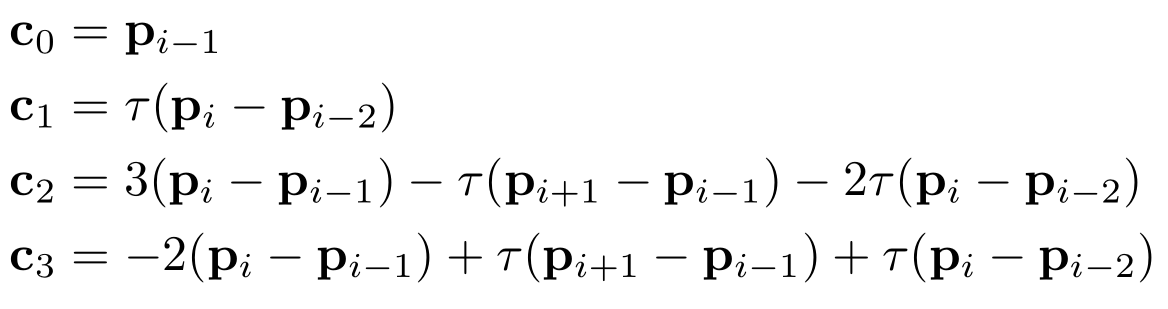 c₀ = pᵢ₋₁
c₁ = τ(pᵢ − pᵢ₋₂)
c₂ = 3(pᵢ − pᵢ₋₁) − τ(pᵢ₊₁ − pᵢ₋₁) − 2τ(pᵢ − pᵢ₋₂)
c₃ = −2(pᵢ − pᵢ₋₁) + τ(pᵢ₊₁ − pᵢ₋₁) + τ(pᵢ − pᵢ₋₂)